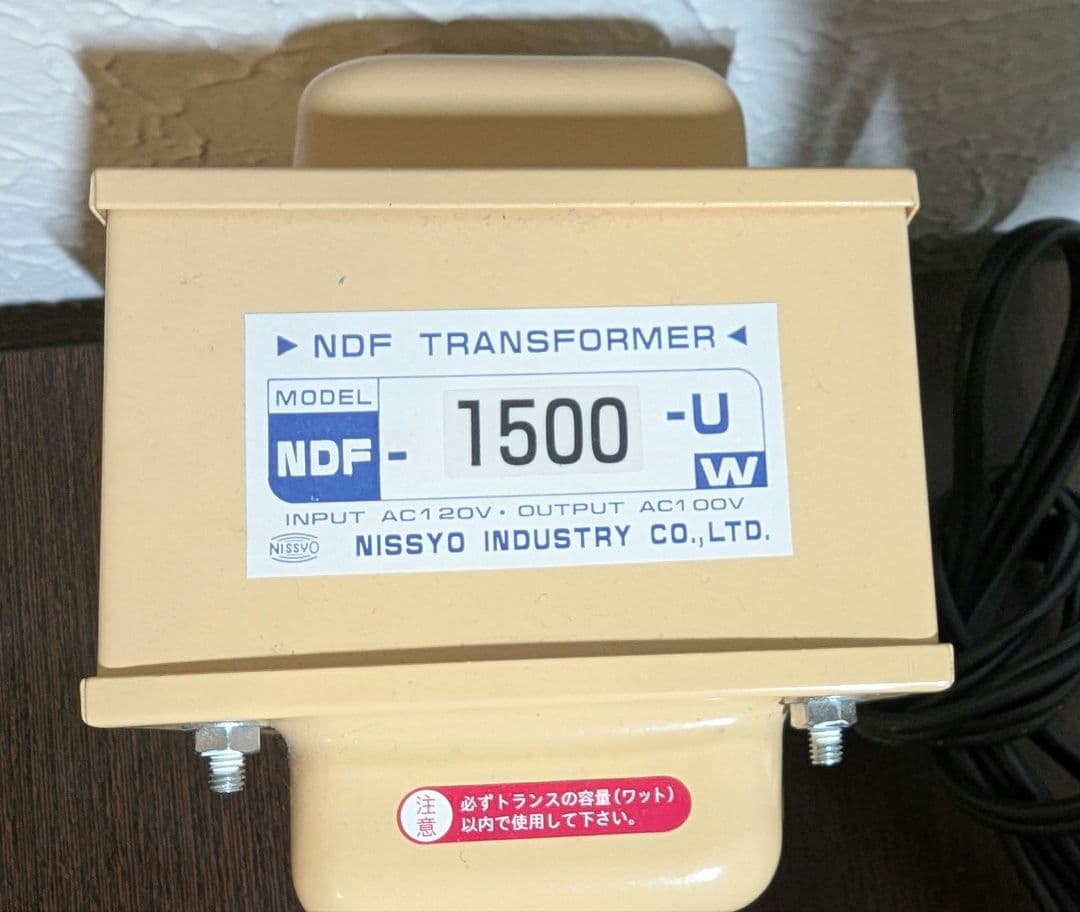 ▶ NDF TRANSFORMER ◀
MODEL
NDF- 1500 -U
W
INPUT AC120V・OUTPUT AC100V
NISSYO NISSYO INDUSTRY CO.,LTD.
注意
必ずトランスの容量(ワット)
以内で使用して下さい。